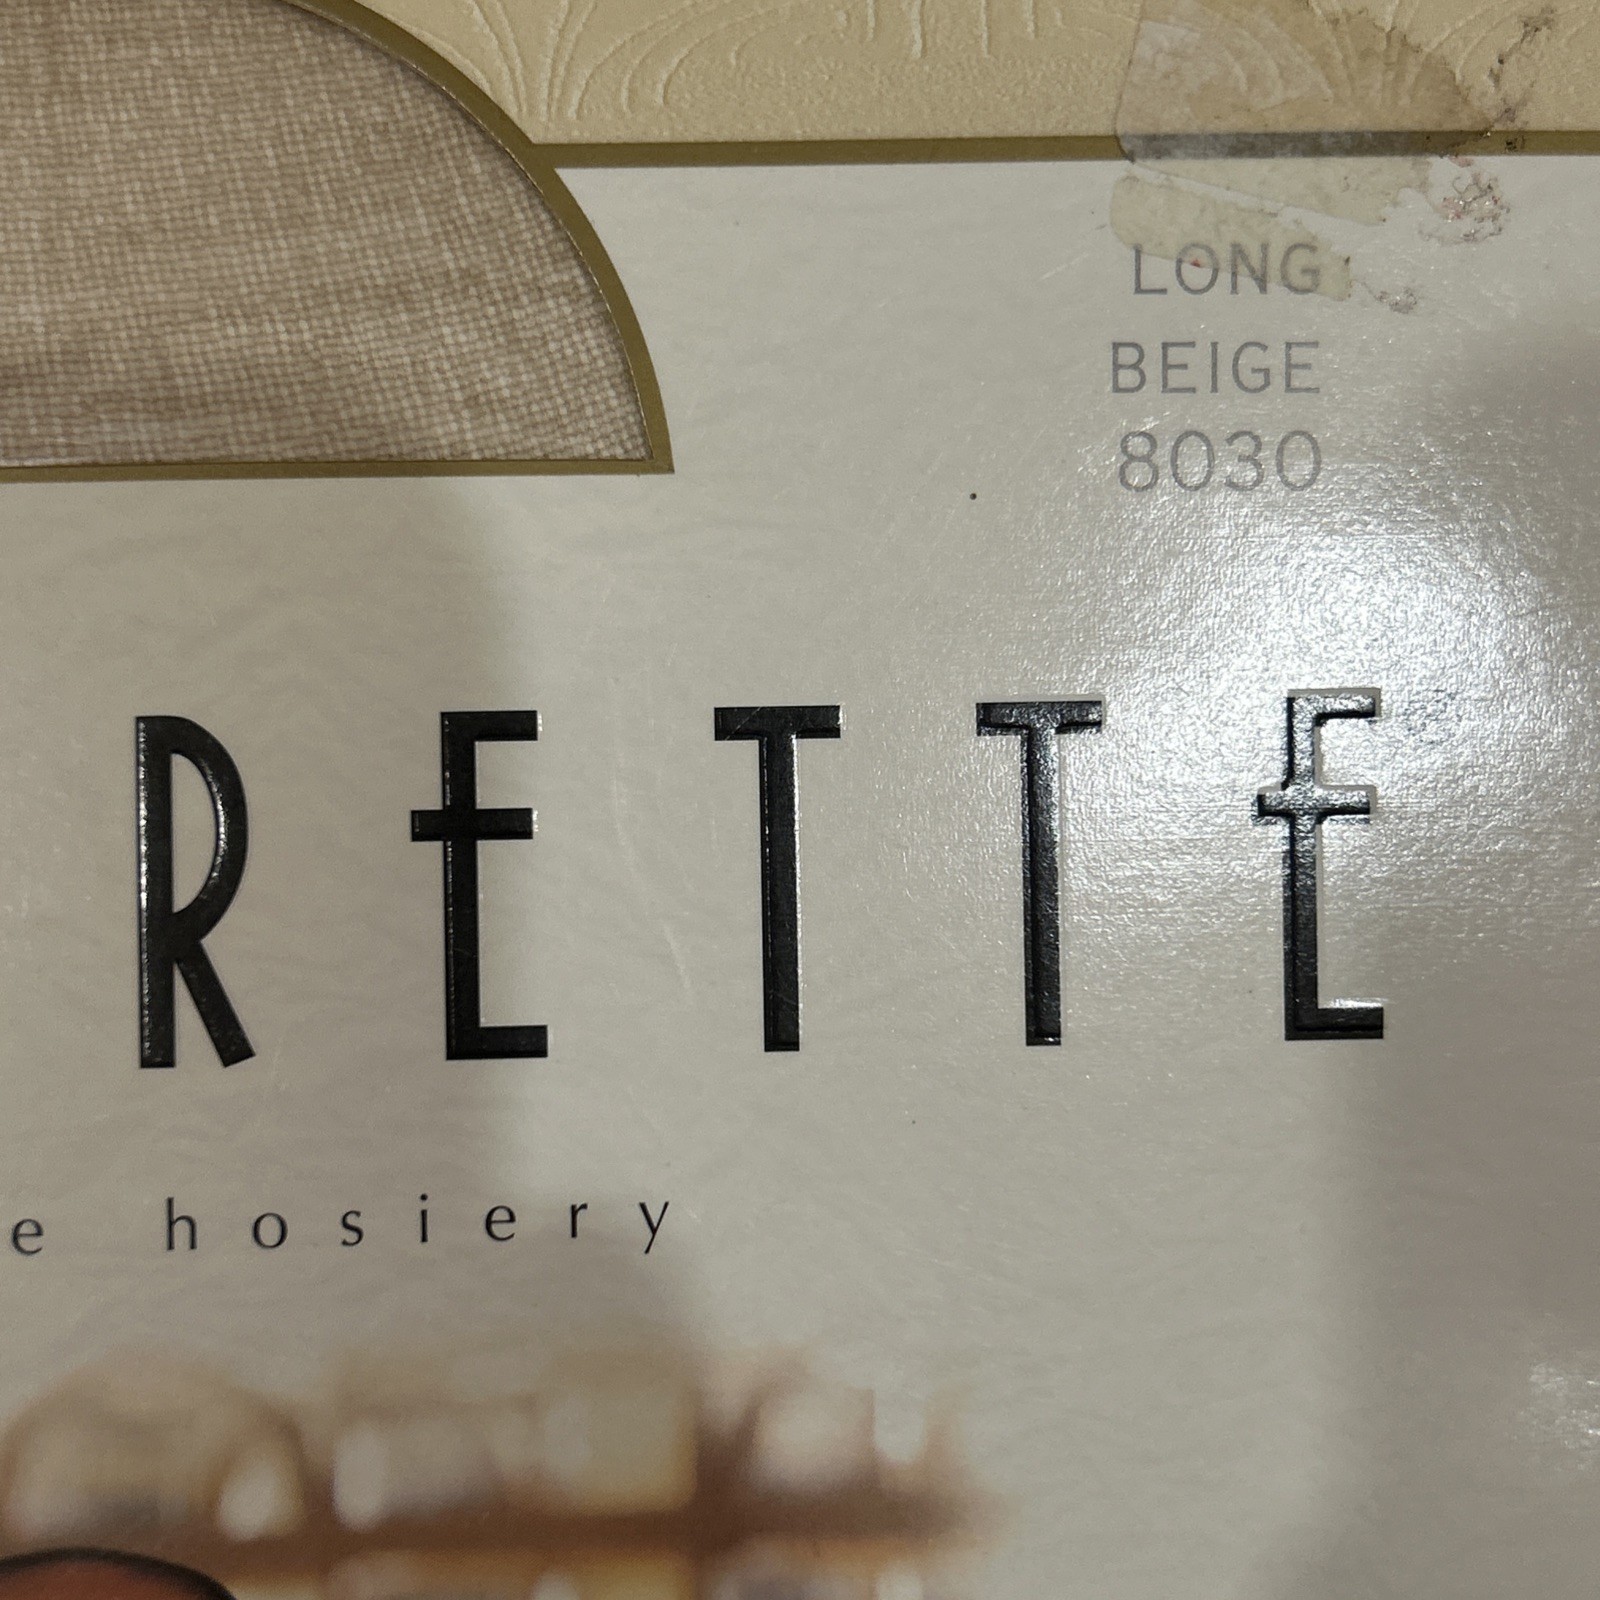 LONG
BEIGE
8030
RETTE
e hosiery